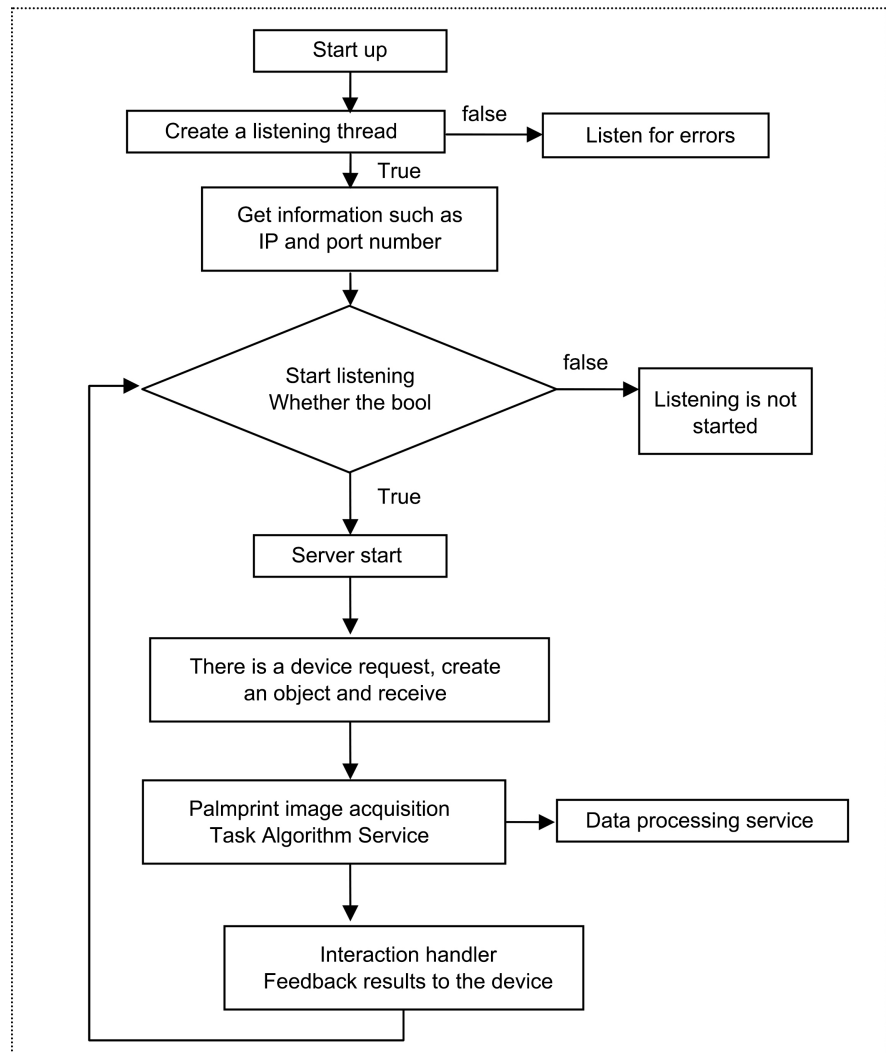 Start up
Create a listening thread
false
Listen for errors
True
Get information such as
IP and port number
Start listening
Whether the bool
false
Listening is not
started
True
Server start
There is a device request, create
an object and receive
Palmprint image acquisition
Task Algorithm Service
Data processing service
Interaction handler
Feedback results to the device